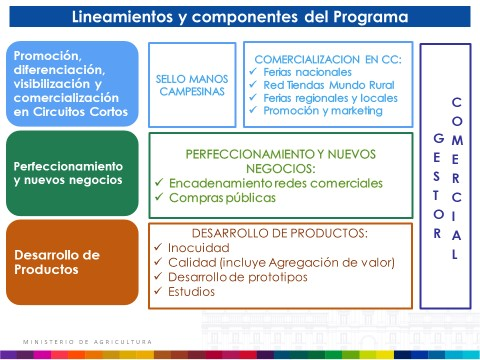 Lineamientos y componentes del Programa
Promoción,
diferenciación,
visibilización y
comercialización
en Circuitos Cortos
SELLO MANOS
CAMPESINAS
COMERCIALIZACION EN CC:
✓ Ferias nacionales
✓ Red Tiendas Mundo Rural
✓ Ferias regionales y locales
✓ Promoción y marketing
Perfeccionamiento
y nuevos negocios
PERFECCIONAMIENTO Y NUEVOS
NEGOCIOS:
✓ Encadenamiento redes comerciales
✓ Compras públicas
Desarrollo de
Productos
DESARROLLO DE PRODUCTOS:
✓ Inocuidad
✓ Calidad (incluye Agregación de valor)
✓ Desarrollo de prototipos
✓ Estudios
GESTOR
COMERCIAL
MINISTERIO DE AGRICULTURA